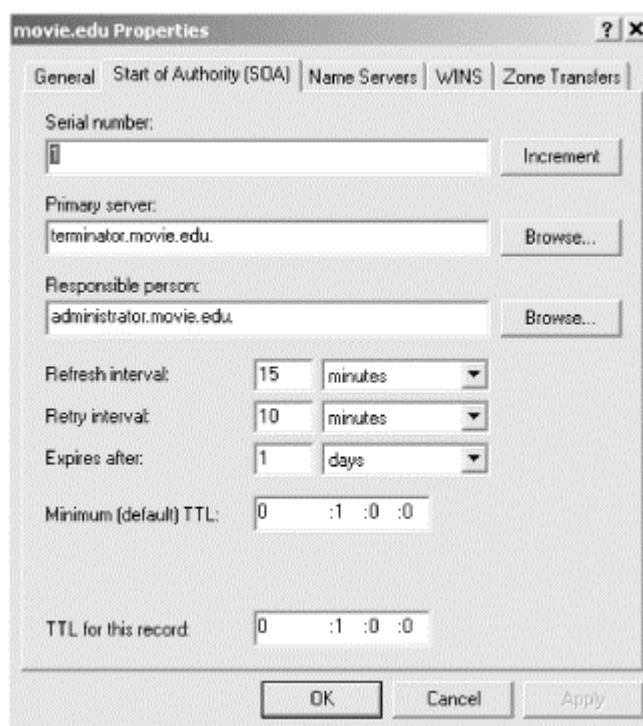 movie.edu Properties ? X
General Start of Authority (SOA) Name Servers WINS Zone Transfers
Serial number:
1 Increment
Primary server:
terminator.movie.edu. Browse...
Responsible person:
administrator.movie.edu. Browse...
Refresh interval: 15 minutes
Retry interval: 10 minutes
Expires after: 1 days
Minimum (default) TTL: 0 :1 :0 :0
TTL for this record: 0 :1 :0 :0
OK Cancel Apply